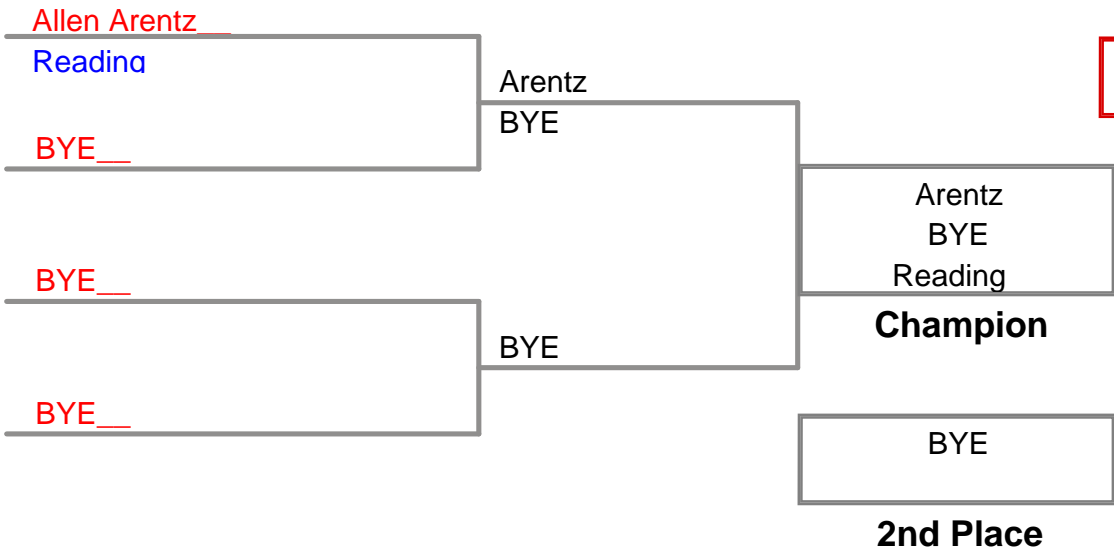 Allen Arentz__
Reading
BYE__
BYE__
BYE__
Arentz
BYE
BYE
Arentz
BYE
Reading
Champion
BYE
2nd Place